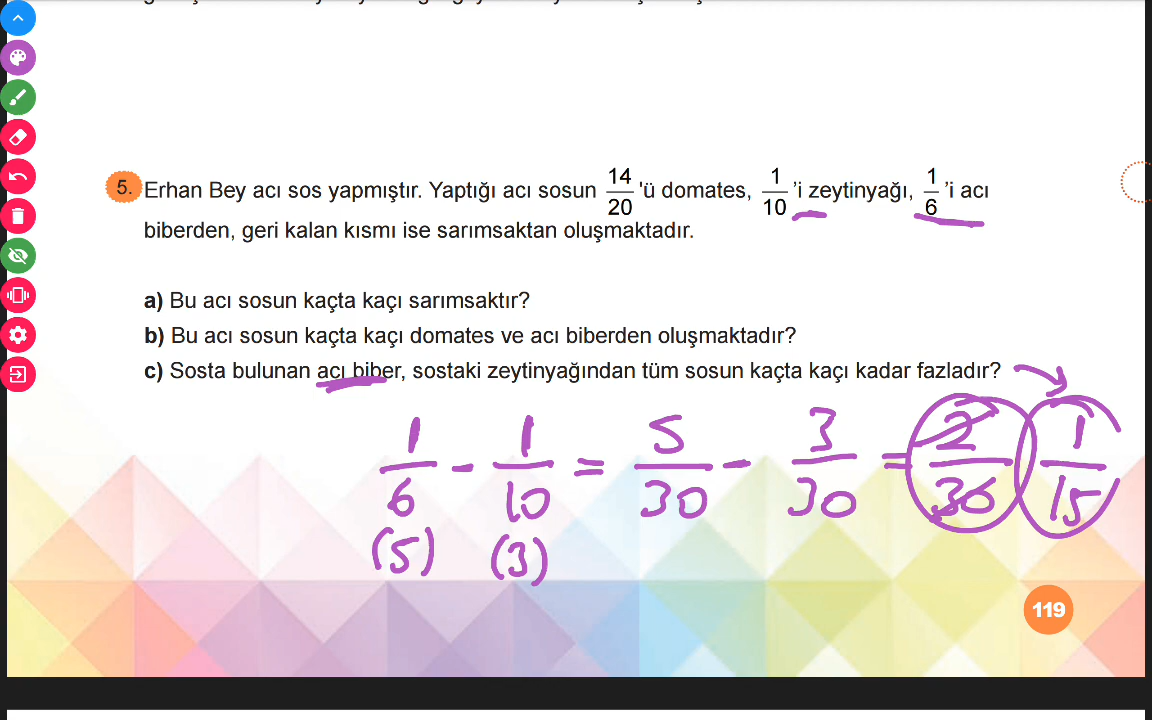 5. Erhan Bey acı sos yapmıştır. Yaptığı acı sosun 14/20 'ü domates, 1/10 'i zeytinyağı, 1/6 'i acı
biberden, geri kalan kısmı ise sarımsaktan oluşmaktadır.
a) Bu acı sosun kaçta kaçı sarımsaktır?
b) Bu acı sosun kaçta kaçı domates ve acı biberden oluşmaktadır?
c) Sosta bulunan acı biber, sostaki zeytinyağından tüm sosun kaçta kaçı kadar fazladır?
1/6 - 1/10 = 5/30 - 3/30 = 2/30 1/15
(5) (3)
119